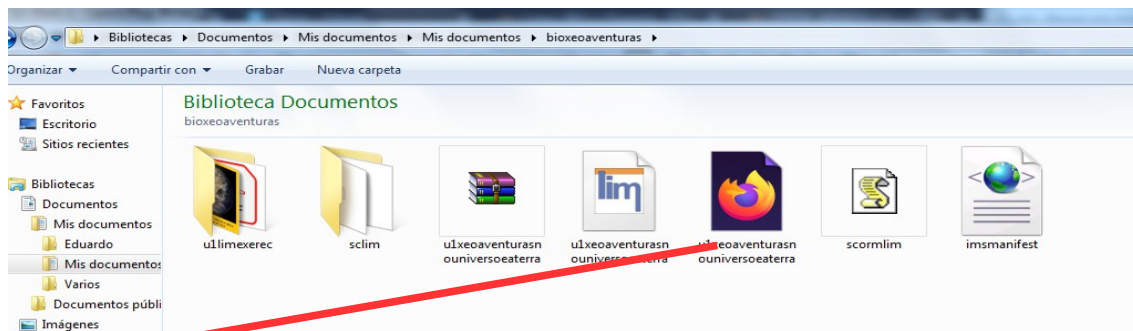 Bibliotecas ▸ Documentos ▸ Mis documentos ▸ Mis documentos ▸ bioxeoaventuras ▸
Organizar Compartir con Grabar Nueva carpeta
Favoritos
Escritorio
Sitios recientes
Bibliotecas
Documentos
Mis documentos
Eduardo
Mis documentos
Varios
Documentos públi
Imágenes
Biblioteca Documentos
bioxeoaventuras
lim
u1limexerec
sclim
u1xeoaventurasn
ouniversoeaterra
u1xeoaventurasn
ouniversoeaterra
u1xeoaventurasn
ouniversoeaterra
scormlim
imsmanifest